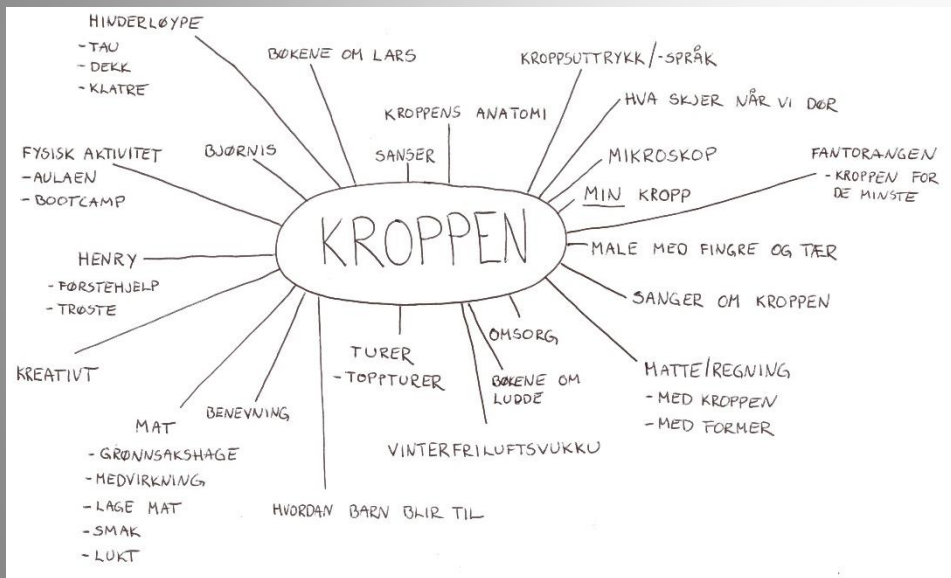 HINDERLØYPE
- TAU
- DEKK
- KLATRE
BØKENE OM LARS
KROPPSUTTRYKK/-SPRÅK
KROPPENS ANATOMI
HVA SKJER NÅR VI DØR
FYSISK AKTIVITET
- AULAEN
- BOOTCAMP
BJØRNIS
SANSER
MIKROSKOP
FANTORANGEN
- KROPPEN FOR
DE MINSTE
MIN KROPP
KROPPEN
MALE MED FINGRE OG TÆR
HENRY
- FØRSTEHJELP
- TRØSTE
SANGER OM KROPPEN
KREATIVT
TURER
- TOPPTURER
OMSORG
BØKENE OM
LUDDE
MATTE/REGNING
- MED KROPPEN
- MED FORMER
MAT
- GRØNNSAKSHAGE
- MEDVIRKNING
- LAGE MAT
- SMAK
- LUKT
BENEVNING
VINTERFRILUFTSVUKKU
HVORDAN BARN BLIR TIL